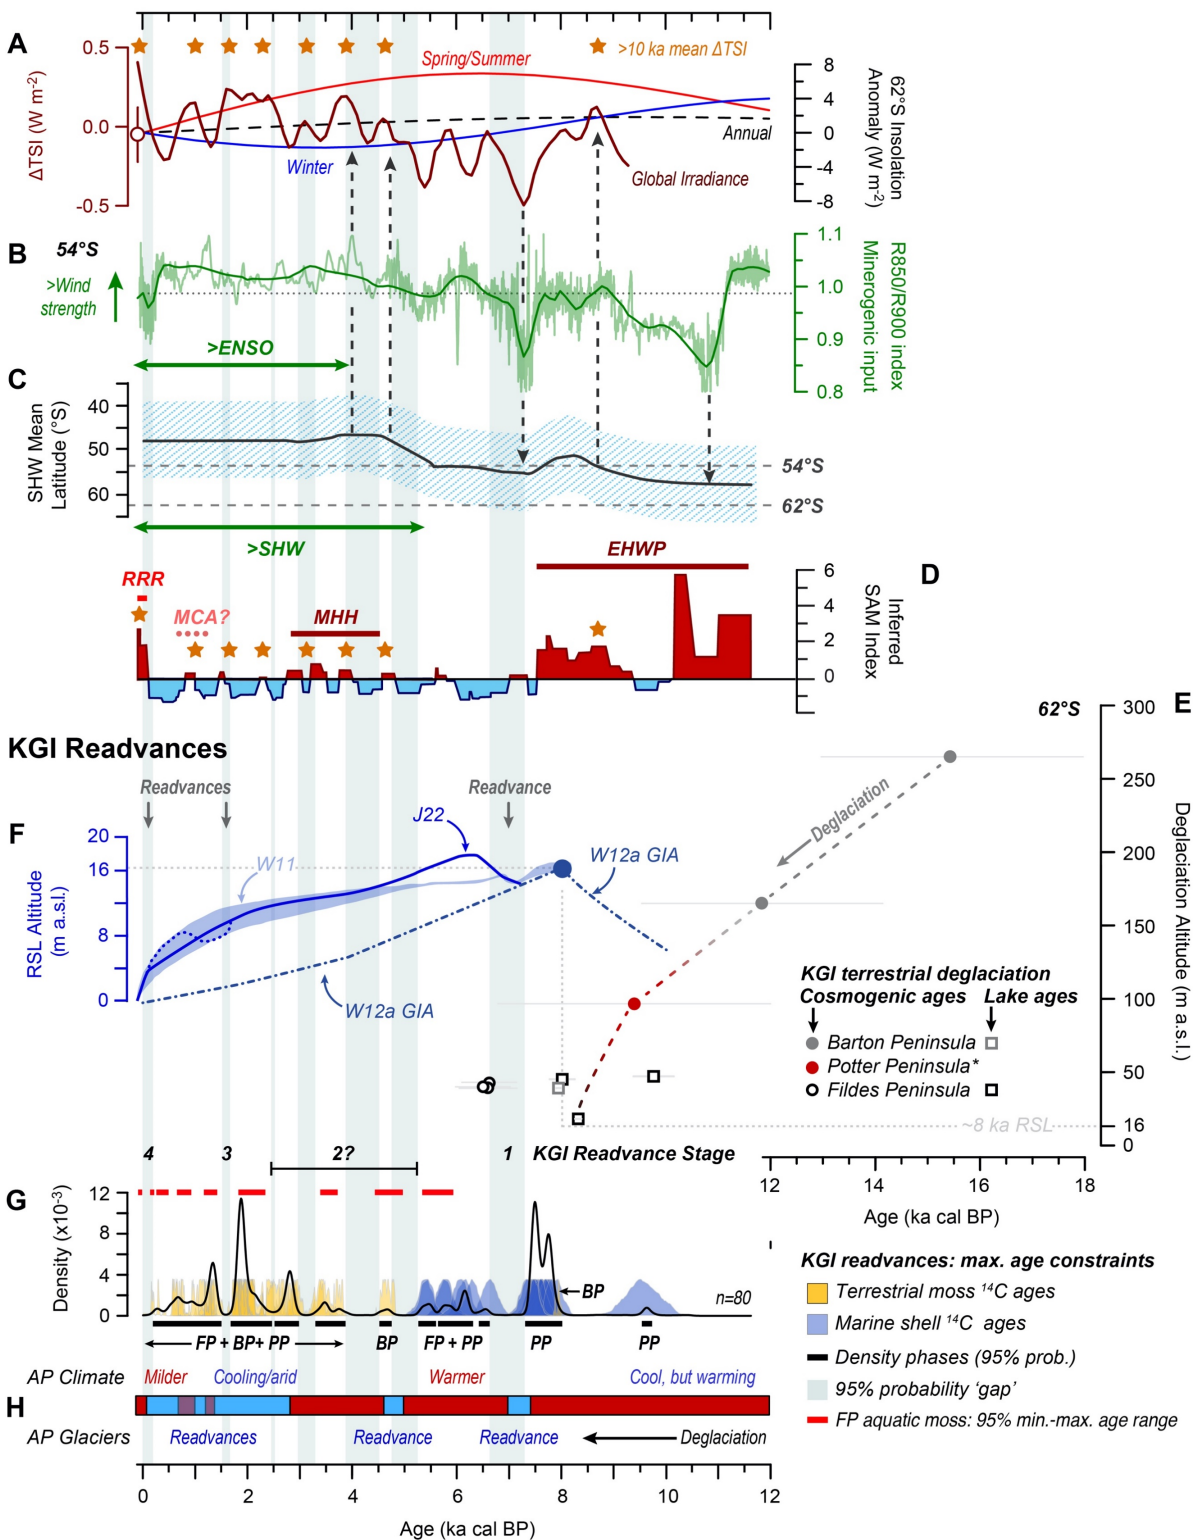 A
0.5
0.0
-0.5
ΔTSI (W m-2)
>10 ka mean ΔTSI
Spring/Summer
Winter
Annual
Global Irradiance
8
4
0
-4
-8
62°S Insolation
Anomaly (W m-2)
B
54°S
>Wind
strength
>ENSO
1.1
1.0
0.9
0.8
R850/R900 index
Minerogenic input
C
40
50
60
SHW Mean
Latitude (°S)
54°S
62°S
>SHW
D
RRR
MCA?
MHH
EHWP
6
4
2
0
Inferred
SAM Index
E
62°S
300
250
200
150
100
50
16
0
Deglaciation Altitude (m a.s.l.)
Deglaciation
KGI Readvances
Readvances
Readvance
F
20
16
8
0
RSL Altitude
(m a.s.l.)
J22
W11
W12a GIA
W12a GIA
KGI terrestrial deglaciation
Cosmogenic ages
Lake ages
Barton Peninsula
Potter Peninsula*
Fildes Peninsula
~8 ka RSL
4
3
2?
1
KGI Readvance Stage
12
14
16
18
Age (ka cal BP)
G
12
8
4
0
Density (x10-3)
BP
n=80
FP + BP+ PP
BP
FP + PP
PP
PP
KGI readvances: max. age constraints
Terrestrial moss 14C ages
Marine shell 14C ages
Density phases (95% prob.)
95% probability ‘gap’
FP aquatic moss: 95% min.-max. age range
AP Climate
Milder
Cooling/arid
Warmer
Cool, but warming
H
AP Glaciers
Readvances
Readvance
Readvance
Deglaciation
0
2
4
6
8
10
12
Age (ka cal BP)